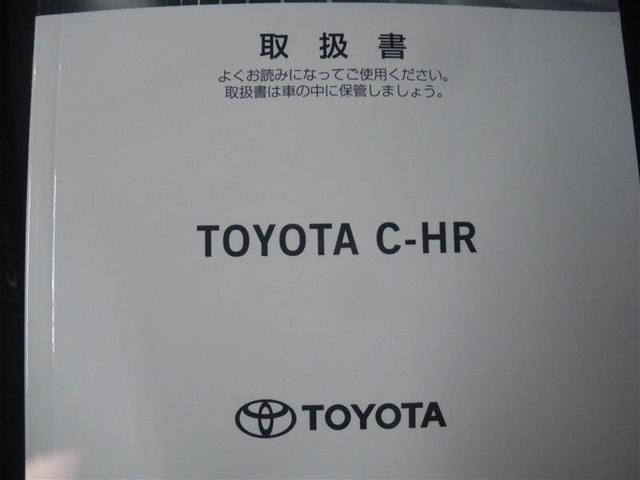 取扱書
よくお読みになってご使用ください。
取扱書は車の中に保管しましょう。
TOYOTA C-HR
TOYOTA